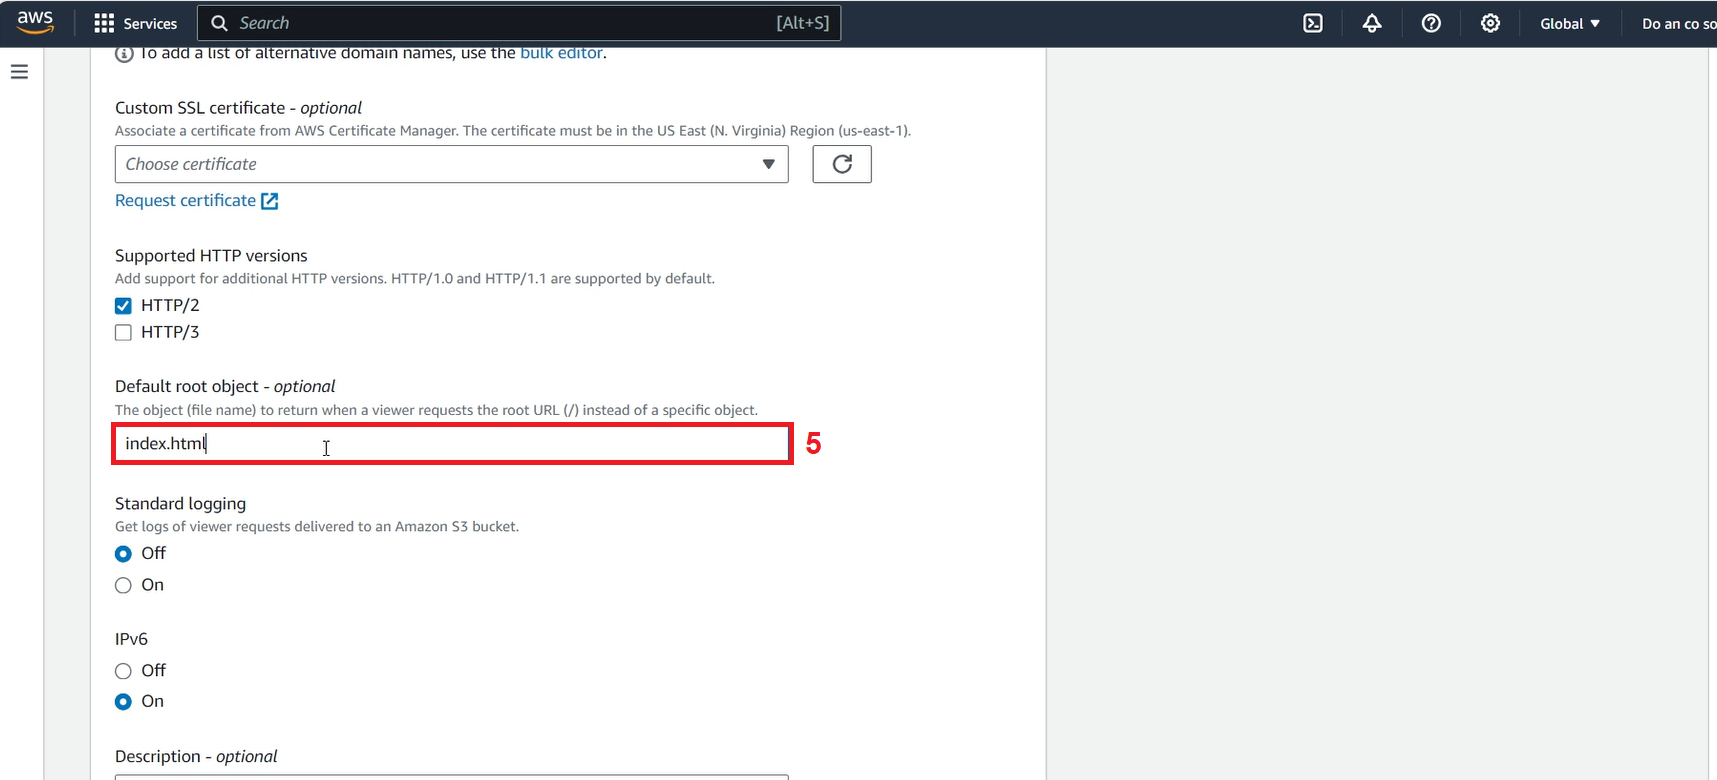 aws
Services
Search
[Alt+S]
Global
Do an co so
To add a list of alternative domain names, use the bulk editor.
Custom SSL certificate - optional
Associate a certificate from AWS Certificate Manager. The certificate must be in the US East (N. Virginia) Region (us-east-1).
Choose certificate
Request certificate
Supported HTTP versions
Add support for additional HTTP versions. HTTP/1.0 and HTTP/1.1 are supported by default.
HTTP/2
HTTP/3
Default root object - optional
The object (file name) to return when a viewer requests the root URL (/) instead of a specific object.
index.html
5
Standard logging
Get logs of viewer requests delivered to an Amazon S3 bucket.
Off
On
IPv6
Off
On
Description - optional